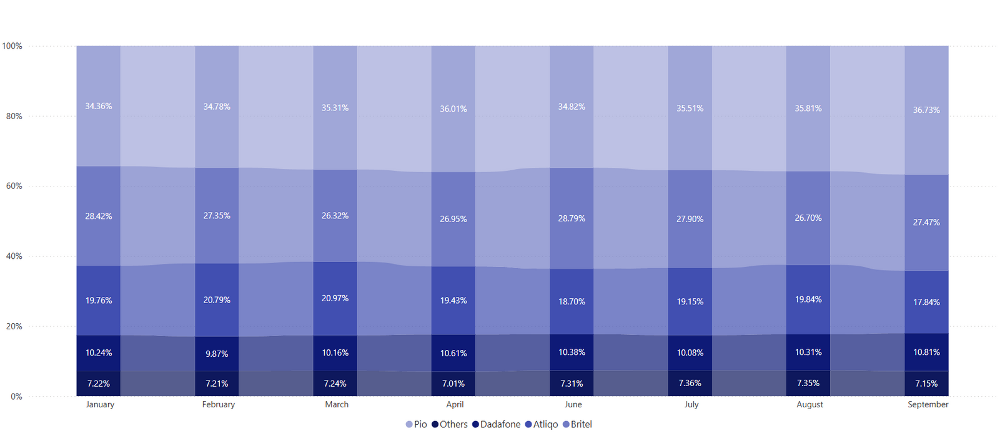 100%
34.36% 34.78% 35.31% 36.01% 34.82% 35.51% 35.81% 36.73%
80%
60%
28.42% 27.35% 26.32% 26.95% 28.79% 27.90% 26.70% 27.47%
40%
19.76% 20.79% 20.97% 19.43% 18.70% 19.15% 19.84% 17.84%
20%
10.24% 9.87% 10.16% 10.61% 10.38% 10.08% 10.31% 10.81%
7.22% 7.21% 7.24% 7.01% 7.31% 7.36% 7.35% 7.15%
0%
January February March April June July August September
Pio Others Dadafone Atliqo Britel